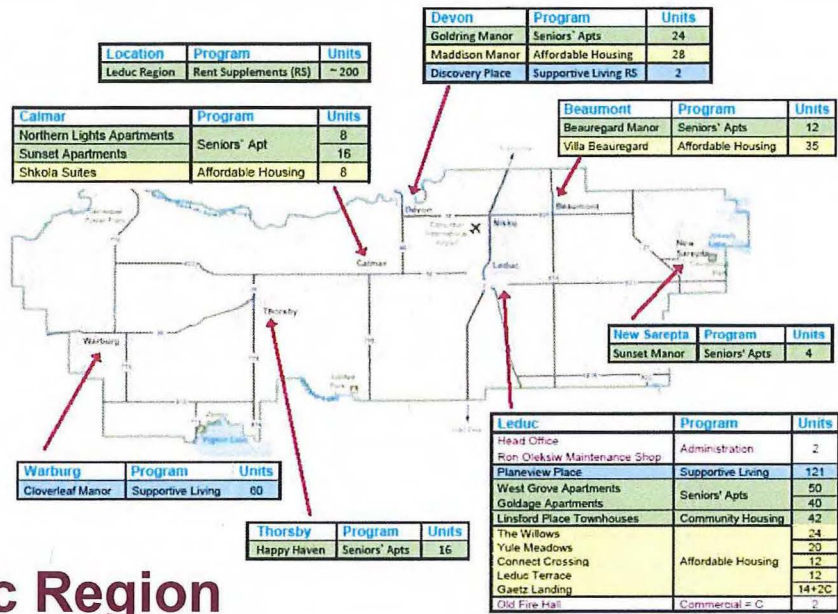 Devon Program Units
Goldring Manor Seniors' Apts 24
Maddison Manor Affordable Housing 28
Discovery Place Supportive Living RS 2
Location Program Units
Leduc Region Rent Supplements (RS) ~ 200
Calmar Program Units
Northern Lights Apartments Seniors' Apt 8
Sunset Apartments 16
Shkola Suites Affordable Housing 8
Beaumont Program Units
Beauregard Manor Seniors' Apts 12
Villa Beauregard Affordable Housing 35
Devon
Beaumont
Nisku
New Sarepta
Calmar
Leduc
Thorsby
Warburg
Pigeon Lake
New Sarepta Program Units
Sunset Manor Seniors' Apts 4
Warburg Program Units
Cloverleaf Manor Supportive Living 60
Thorsby Program Units
Happy Haven Seniors' Apts 16
Leduc Program Units
Head Office Administration 2
Ron Oleksiw Maintenance Shop
Planeview Place Supportive Living 121
West Grove Apartments Seniors' Apts 50
Goldage Apartments 40
Linsford Place Townhouses Community Housing 42
The Willows Affordable Housing 24
Yule Meadows 20
Connect Crossing 12
Leduc Terrace 12
Gaetz Landing 14+2C
Old Fire Hall Commercial = C 2
c Region